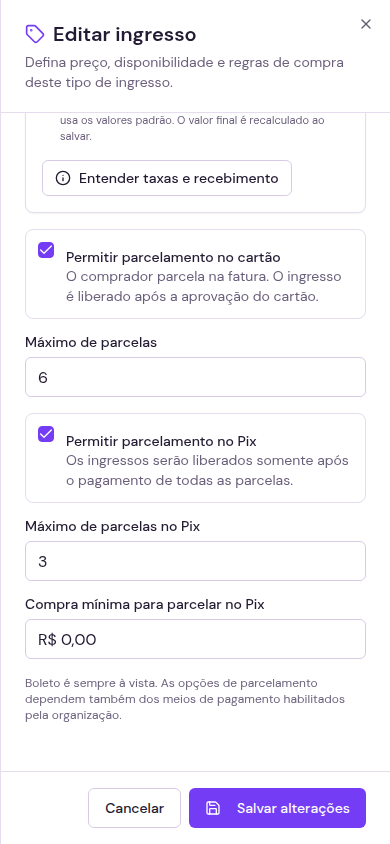 Editar ingresso
Defina preço, disponibilidade e regras de compra
deste tipo de ingresso.
usa os valores padrão. O valor final é recalculado ao
salvar.
Entender taxas e recebimento
Permitir parcelamento no cartão
O comprador parcela na fatura. O ingresso
é liberado após a aprovação do cartão.
Máximo de parcelas
6
Permitir parcelamento no Pix
Os ingressos serão liberados somente após
o pagamento de todas as parcelas.
Máximo de parcelas no Pix
3
Compra mínima para parcelar no Pix
R$ 0,00
Boleto é sempre à vista. As opções de parcelamento
dependem também dos meios de pagamento habilitados
pela organização.
Cancelar
Salvar alterações